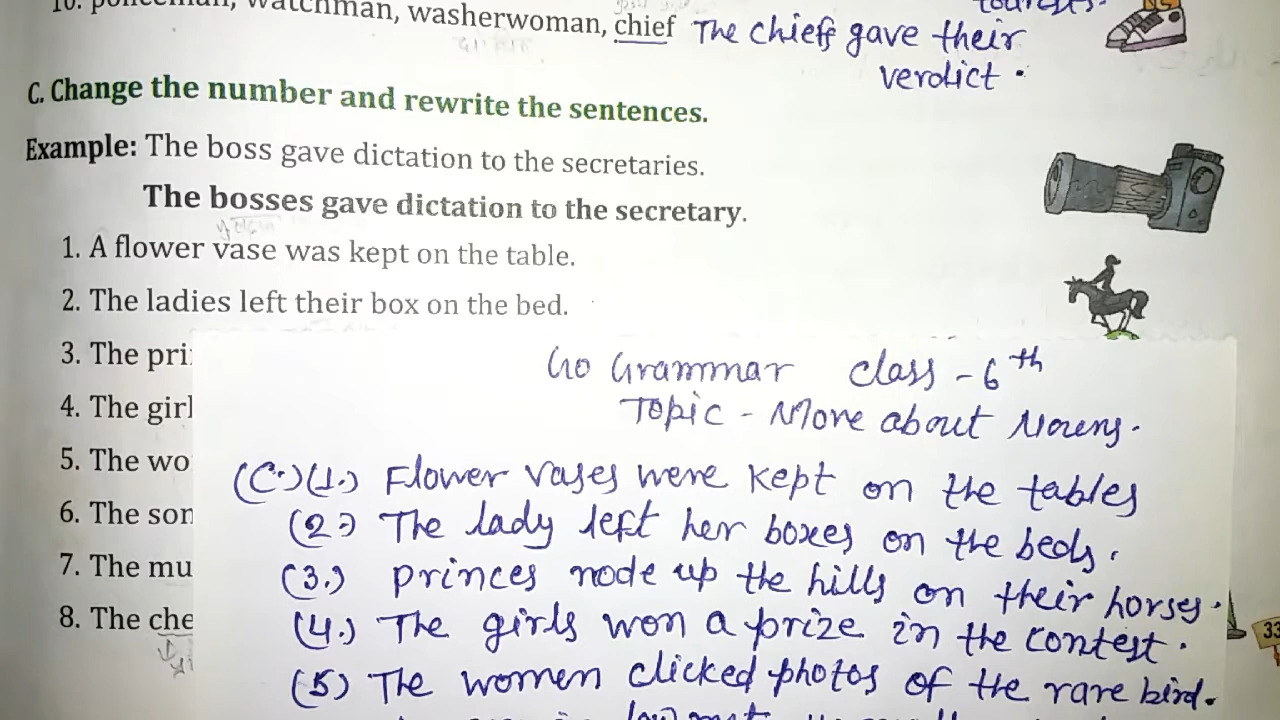 10. policeman, watchman, washerwoman, chief The chiefs gave their
verdict.
C. Change the number and rewrite the sentences.
Example: The boss gave dictation to the secretaries.
The bosses gave dictation to the secretary.
1. A flower vase was kept on the table.
2. The ladies left their box on the bed.
3. The pri
4. The girl
5. The wo
6. The son
7. The mu
8. The che
Go Grammar class - 6th
Topic - More about Nouns.
(C.) (1.) Flower vases were kept on the tables
(2.) The lady left her boxes on the beds.
(3.) princes rode up the hills on their horses.
(4.) The girls won a prize in the contest.
(5) The women clicked photos of the rare bird.
33